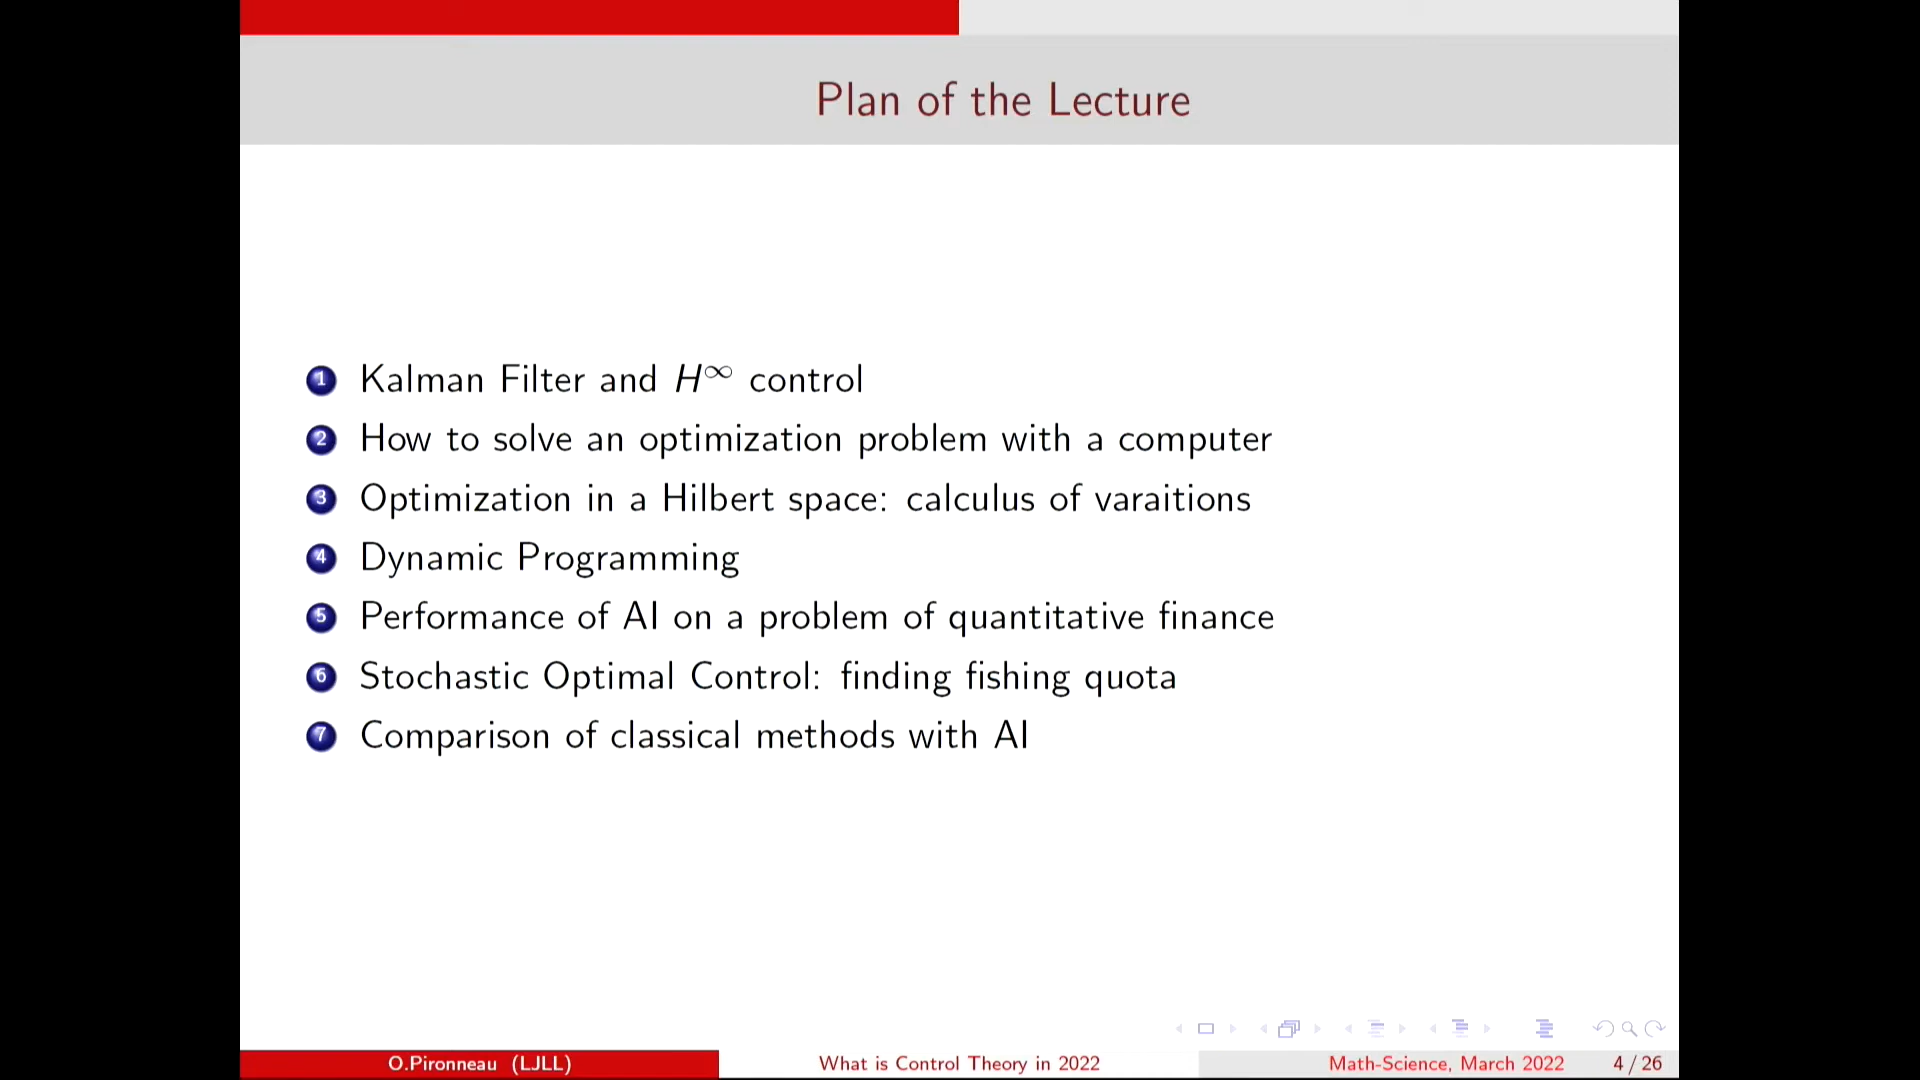 Plan of the Lecture
1 Kalman Filter and H∞ control
2 How to solve an optimization problem with a computer
3 Optimization in a Hilbert space: calculus of varaitions
4 Dynamic Programming
5 Performance of AI on a problem of quantitative finance
6 Stochastic Optimal Control: finding fishing quota
7 Comparison of classical methods with AI
O.Pironneau (LJLL) What is Control Theory in 2022 Math-Science, March 2022 4 / 26